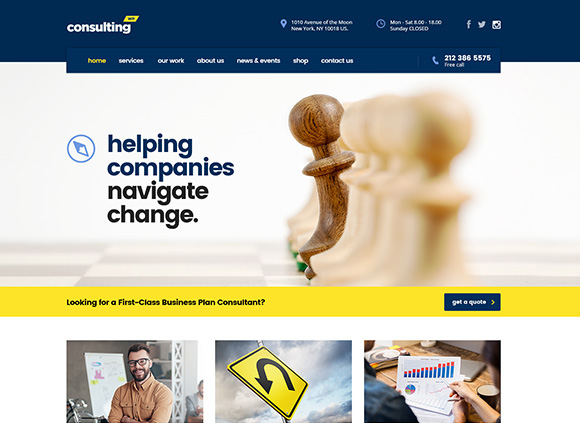 consulting
1010 Avenue of the Moon
New York, NY 10018 US.
Mon - Sat 8.00 - 18.00
Sunday CLOSED
home services our work about us news & events shop contact us
212 386 5575
Free call
helping
companies
navigate
change.
Looking for a First-Class Business Plan Consultant?
get a quote